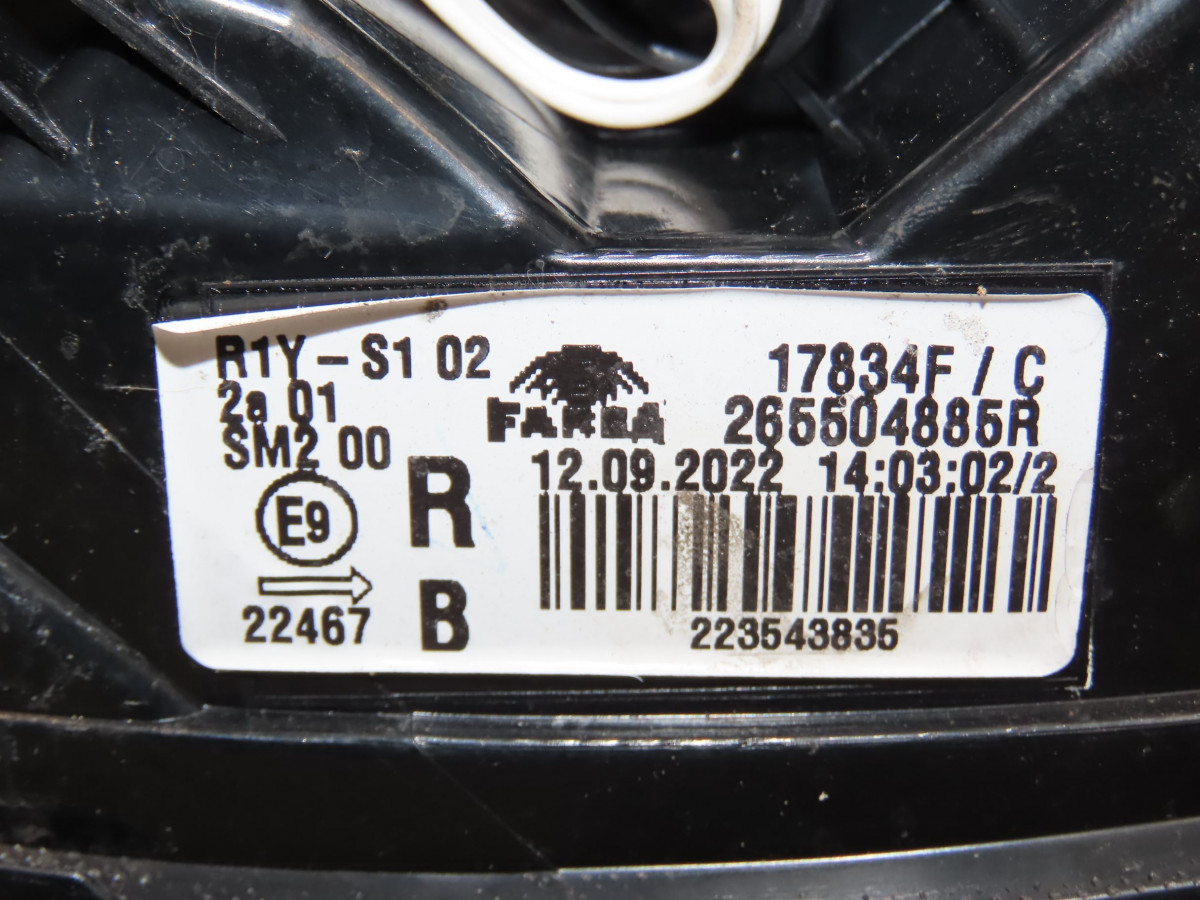 R1Y-S1 02
2a 01
SM2 00
E9
22467
R
B
FARBA
17834F / C
265504885R
12.09.2022 14:03:02/2
223543835